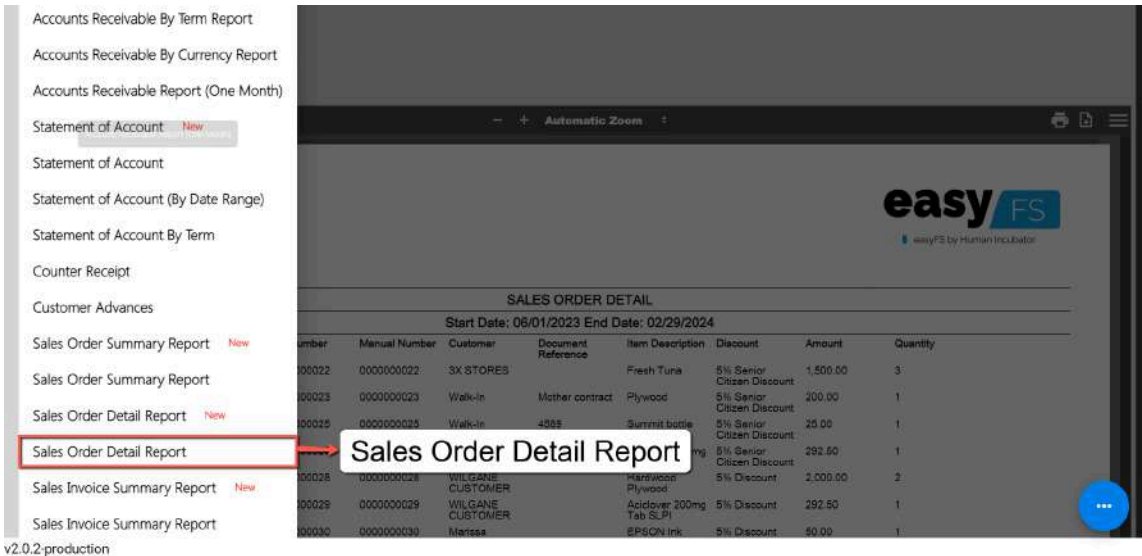 Accounts Receivable By Term Report
Accounts Receivable By Currency Report
Accounts Receivable Report (One Month)
Statement of Account New
Statement of Account
Statement of Account (By Date Range)
Statement of Account By Term
Counter Receipt
Customer Advances
Sales Order Summary Report New
Sales Order Summary Report
Sales Order Detail Report New
Sales Order Detail Report
Sales Invoice Summary Report New
Sales Invoice Summary Report
v2.0.2-production
− + Automatic Zoom
easyFS
easyFS by Human Incubator
SALES ORDER DETAIL
Start Date: 06/01/2023 End Date: 02/29/2024
Manual Number Customer Document Reference Item Description Discount Amount Quantity
0000000022 3X STORES Fresh Tuna 5% Senior Citizen Discount 1,500.00 3
0000000023 Walk-In Mother contract Plywood 5% Senior Citizen Discount 200.00 1
0000000025 Walk-In Summit bottle 5% Senior Citizen Discount 25.00 1
Sales Order Detail Report
5% Senior Citizen Discount 292.50 1
0000000028 WILGANE CUSTOMER Hardwood Plywood 5% Discount 2,000.00 2
0000000029 WILGANE CUSTOMER Aciclover 200mg Tab SLPI 5% Discount 292.50 1
0000000030 Marissa EPSON Ink 5% Discount 50.00 1